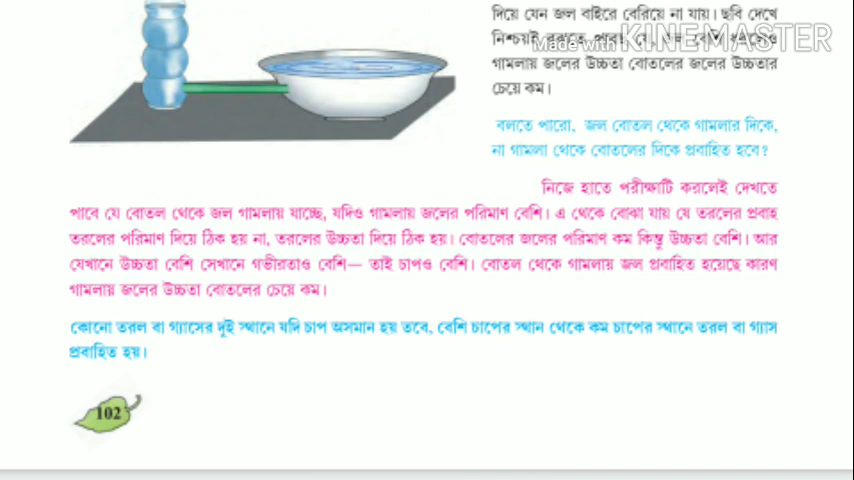 দিয়ে যেন জল বাইরে বেরিয়ে না যায়। ছবি দেখে
নিশ্চয়ই বুঝতে পারছ যে, জল বেশি থাকলেও
Made with KINEMASTER
গামলায় জলের উচ্চতা বোতলের জলের উচ্চতার
চেয়ে কম।
বলতে পারো, জল বোতল থেকে গামলার দিকে,
না গামলা থেকে বোতলের দিকে প্রবাহিত হবে?
নিজে হাতে পরীক্ষাটি করলেই দেখতে
পাবে যে বোতল থেকে জল গামলায় যাচ্ছে, যদিও গামলায় জলের পরিমাণ বেশি। এ থেকে বোঝা যায় যে তরলের প্রবাহ
তরলের পরিমাণ দিয়ে ঠিক হয় না, তরলের উচ্চতা দিয়ে ঠিক হয়। বোতলের জলের পরিমাণ কম কিন্তু উচ্চতা বেশি। আর
যেখানে উচ্চতা বেশি সেখানে গভীরতাও বেশি— তাই চাপও বেশি। বোতল থেকে গামলায় জল প্রবাহিত হয়েছে কারণ
গামলায় জলের উচ্চতা বোতলের চেয়ে কম।
কোনো তরল বা গ্যাসের দুই স্থানে যদি চাপ অসমান হয় তবে, বেশি চাপের স্থান থেকে কম চাপের স্থানে তরল বা গ্যাস
প্রবাহিত হয়।
102